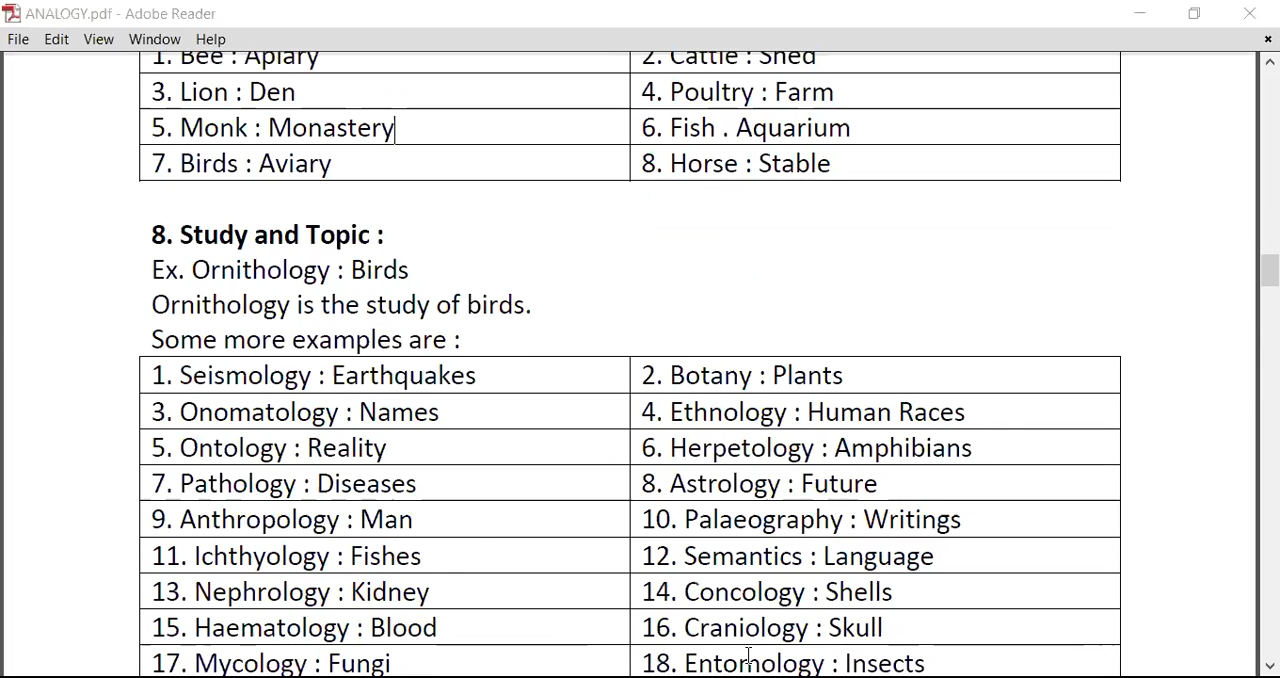 ANALOGY.pdf - Adobe Reader
File Edit View Window Help
1. Bee : Apiary 2. Cattle : Shed
3. Lion : Den 4. Poultry : Farm
5. Monk : Monastery 6. Fish . Aquarium
7. Birds : Aviary 8. Horse : Stable
8. Study and Topic :
Ex. Ornithology : Birds
Ornithology is the study of birds.
Some more examples are :
1. Seismology : Earthquakes 2. Botany : Plants
3. Onomatology : Names 4. Ethnology : Human Races
5. Ontology : Reality 6. Herpetology : Amphibians
7. Pathology : Diseases 8. Astrology : Future
9. Anthropology : Man 10. Palaeography : Writings
11. Ichthyology : Fishes 12. Semantics : Language
13. Nephrology : Kidney 14. Concology : Shells
15. Haematology : Blood 16. Craniology : Skull
17. Mycology : Fungi 18. Entomology : Insects